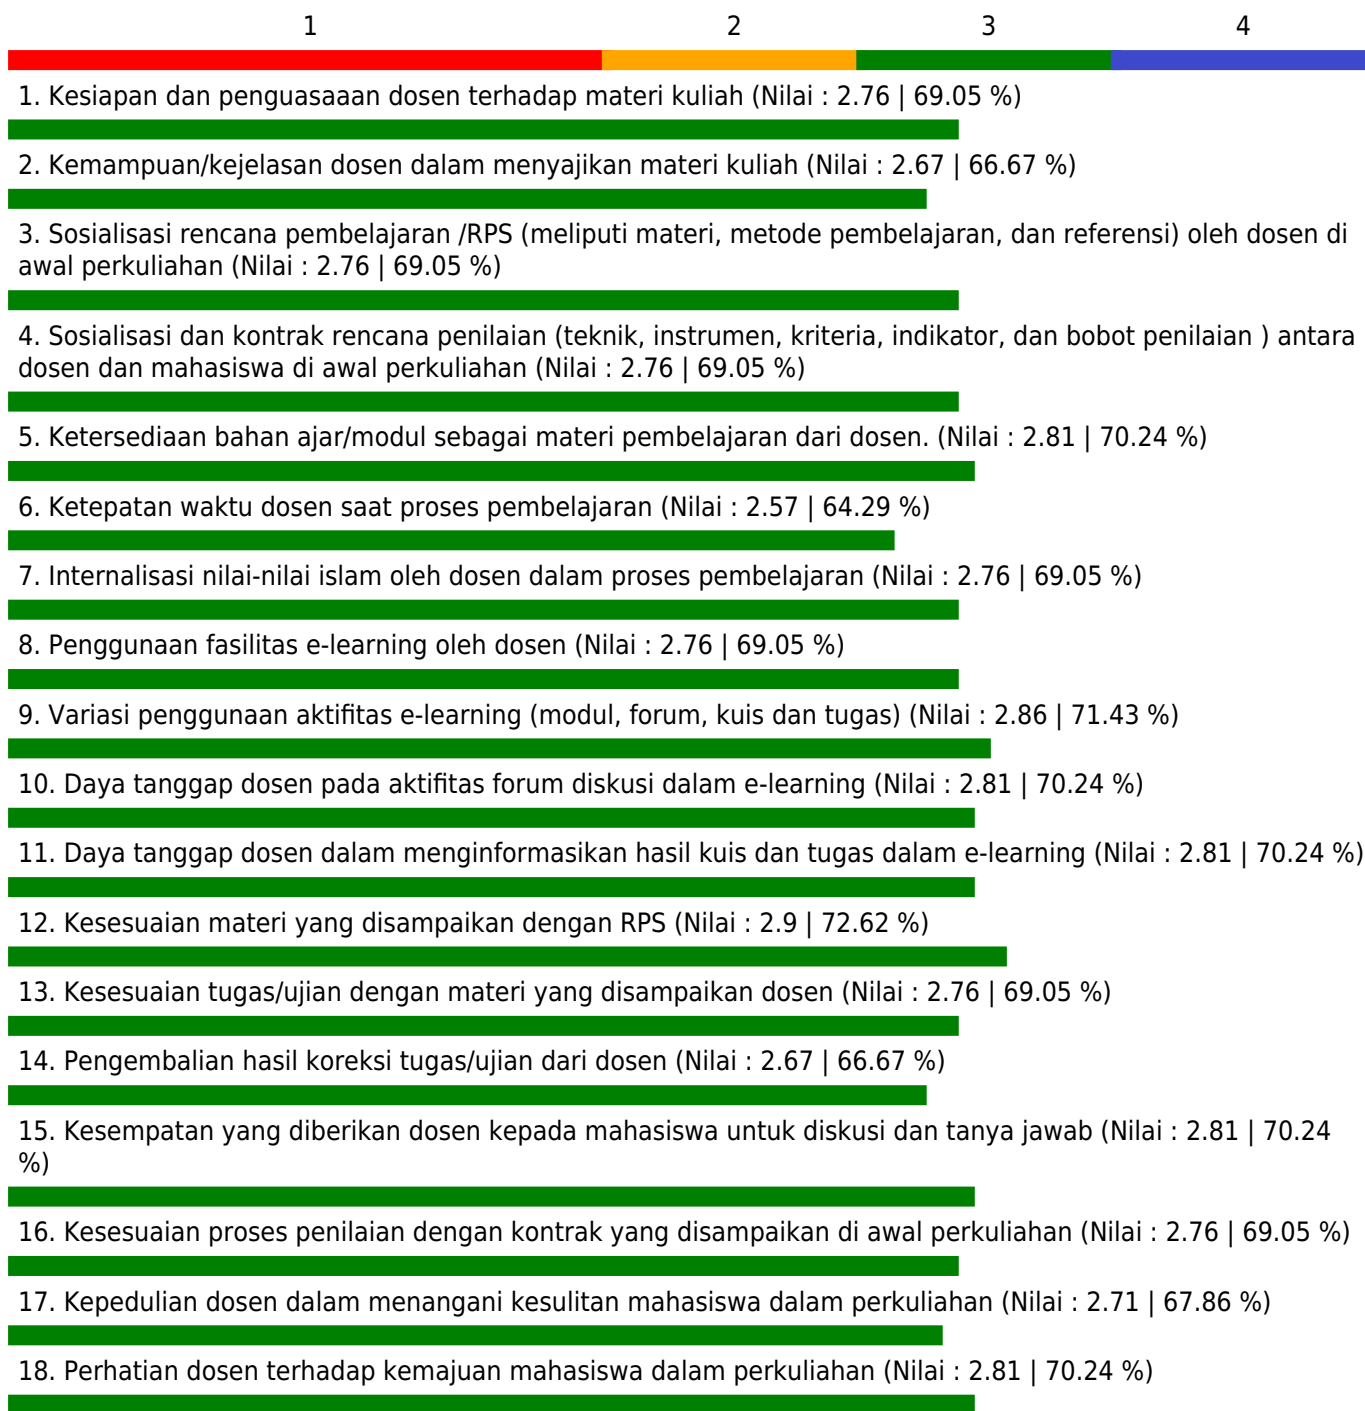 1 2 3 4
1. Kesiapan dan penguasaaan dosen terhadap materi kuliah (Nilai : 2.76 | 69.05 %)
2. Kemampuan/kejelasan dosen dalam menyajikan materi kuliah (Nilai : 2.67 | 66.67 %)
3. Sosialisasi rencana pembelajaran /RPS (meliputi materi, metode pembelajaran, dan referensi) oleh dosen di
awal perkuliahan (Nilai : 2.76 | 69.05 %)
4. Sosialisasi dan kontrak rencana penilaian (teknik, instrumen, kriteria, indikator, dan bobot penilaian ) antara
dosen dan mahasiswa di awal perkuliahan (Nilai : 2.76 | 69.05 %)
5. Ketersediaan bahan ajar/modul sebagai materi pembelajaran dari dosen. (Nilai : 2.81 | 70.24 %)
6. Ketepatan waktu dosen saat proses pembelajaran (Nilai : 2.57 | 64.29 %)
7. Internalisasi nilai-nilai islam oleh dosen dalam proses pembelajaran (Nilai : 2.76 | 69.05 %)
8. Penggunaan fasilitas e-learning oleh dosen (Nilai : 2.76 | 69.05 %)
9. Variasi penggunaan aktifitas e-learning (modul, forum, kuis dan tugas) (Nilai : 2.86 | 71.43 %)
10. Daya tanggap dosen pada aktifitas forum diskusi dalam e-learning (Nilai : 2.81 | 70.24 %)
11. Daya tanggap dosen dalam menginformasikan hasil kuis dan tugas dalam e-learning (Nilai : 2.81 | 70.24 %)
12. Kesesuaian materi yang disampaikan dengan RPS (Nilai : 2.9 | 72.62 %)
13. Kesesuaian tugas/ujian dengan materi yang disampaikan dosen (Nilai : 2.76 | 69.05 %)
14. Pengembalian hasil koreksi tugas/ujian dari dosen (Nilai : 2.67 | 66.67 %)
15. Kesempatan yang diberikan dosen kepada mahasiswa untuk diskusi dan tanya jawab (Nilai : 2.81 | 70.24
%)
16. Kesesuaian proses penilaian dengan kontrak yang disampaikan di awal perkuliahan (Nilai : 2.76 | 69.05 %)
17. Kepedulian dosen dalam menangani kesulitan mahasiswa dalam perkuliahan (Nilai : 2.71 | 67.86 %)
18. Perhatian dosen terhadap kemajuan mahasiswa dalam perkuliahan (Nilai : 2.81 | 70.24 %)